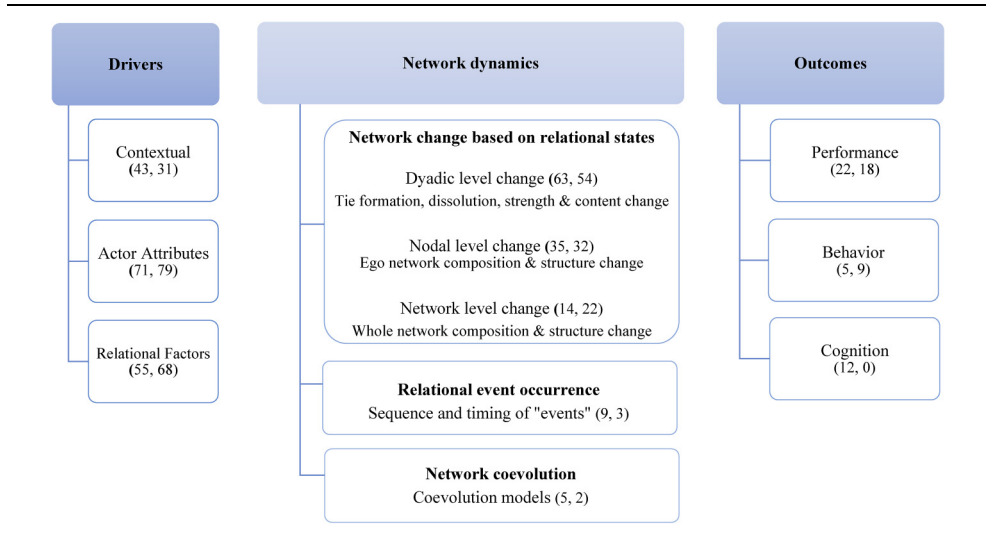 Drivers
Contextual
(43, 31)
Actor Attributes
(71, 79)
Relational Factors
(55, 68)
Network dynamics
Network change based on relational states
Dyadic level change (63, 54)
Tie formation, dissolution, strength & content change
Nodal level change (35, 32)
Ego network composition & structure change
Network level change (14, 22)
Whole network composition & structure change
Relational event occurrence
Sequence and timing of "events" (9, 3)
Network coevolution
Coevolution models (5, 2)
Outcomes
Performance
(22, 18)
Behavior
(5, 9)
Cognition
(12, 0)